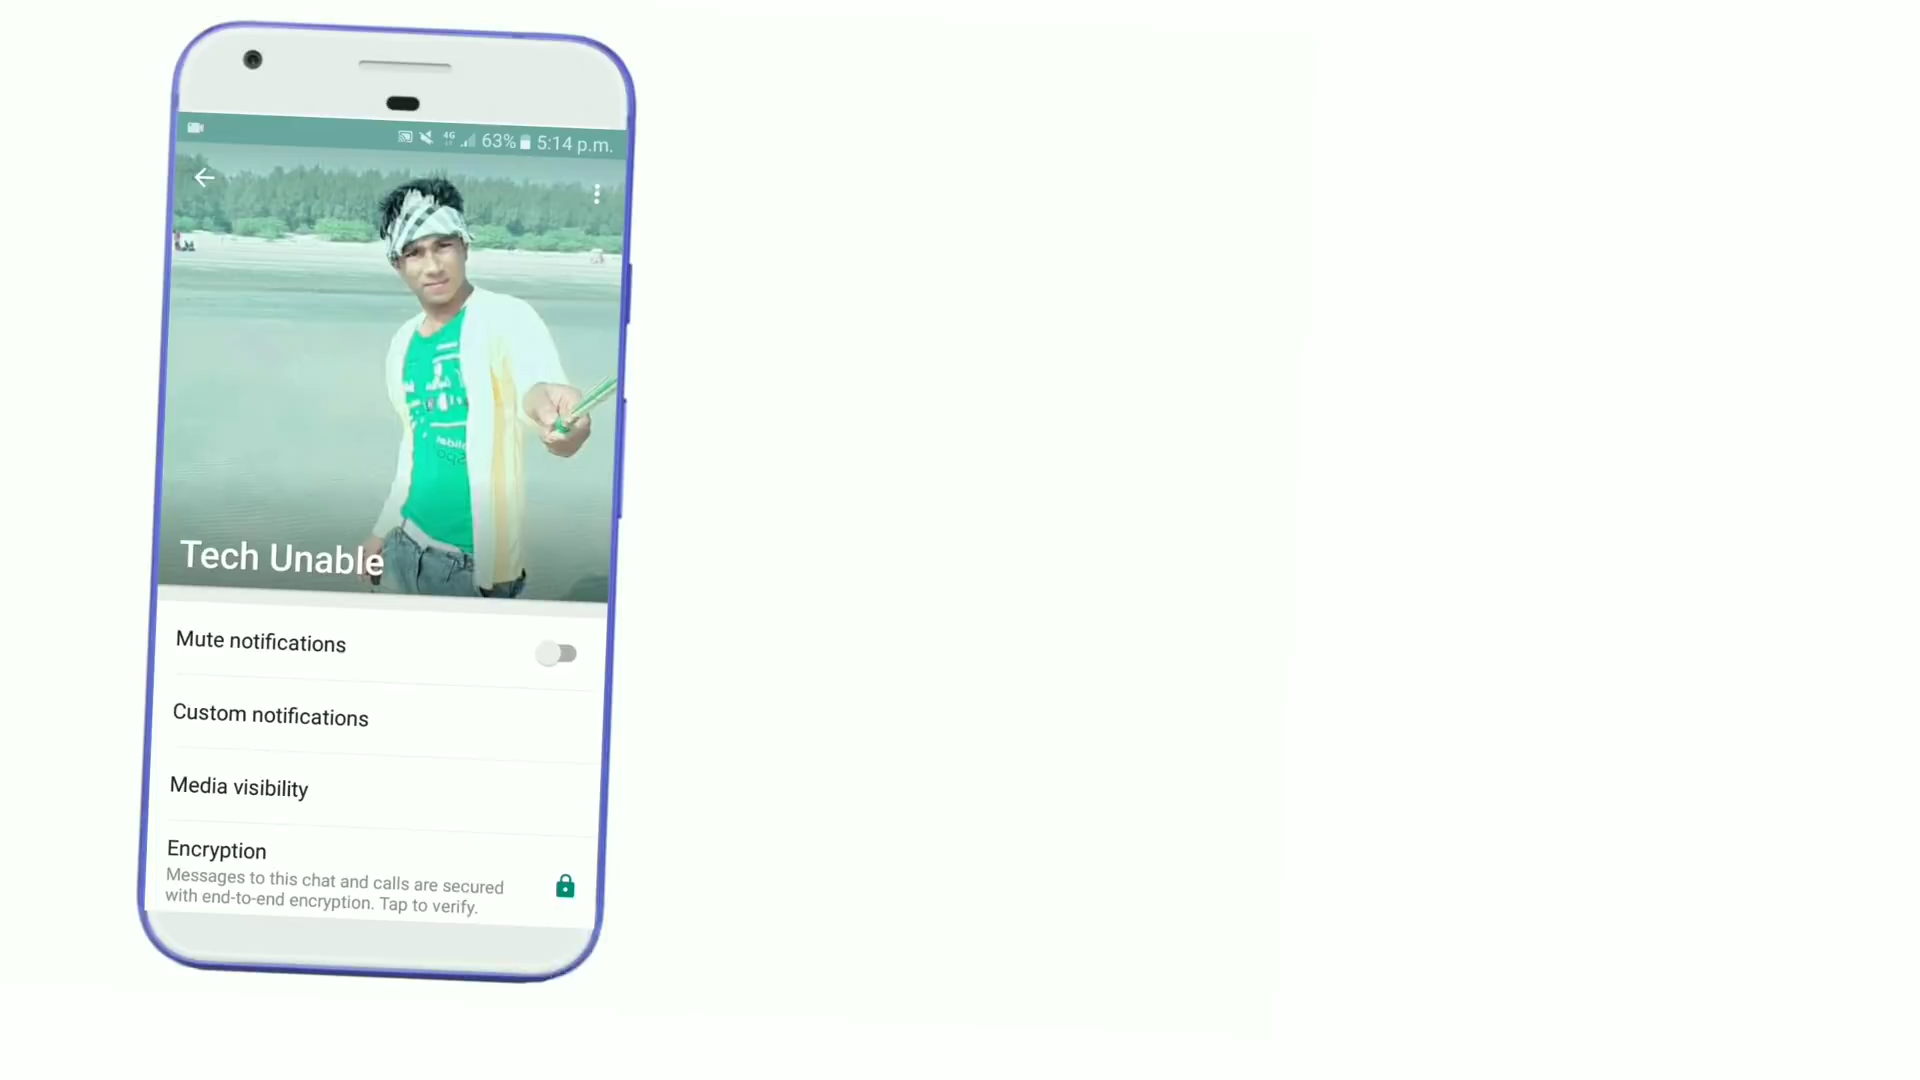 4G 63% 5:14 p.m.
Tech Unable
Mute notifications
Custom notifications
Media visibility
Encryption
Messages to this chat and calls are secured
with end-to-end encryption. Tap to verify.